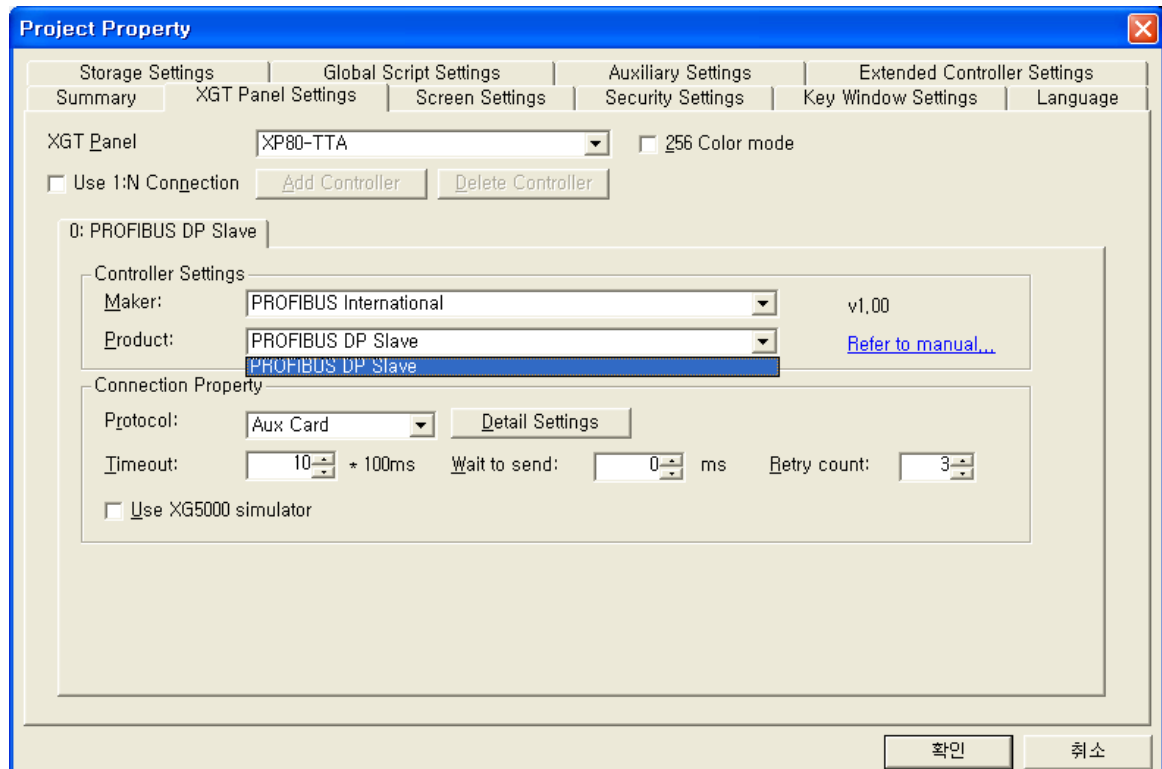 Project Property
Storage Settings Global Script Settings Auxiliary Settings Extended Controller Settings
Summary XGT Panel Settings Screen Settings Security Settings Key Window Settings Language
XGT Panel XP80-TTA 256 Color mode
Use 1:N Connection Add Controller Delete Controller
0: PROFIBUS DP Slave
Controller Settings
Maker: PROFIBUS International v1.00
Product: PROFIBUS DP Slave Refer to manual...
PROFIBUS DP Slave
Connection Property
Protocol: Aux Card Detail Settings
Timeout: 10 * 100ms Wait to send: 0 ms Retry count: 3
Use XG5000 simulator
확인 취소